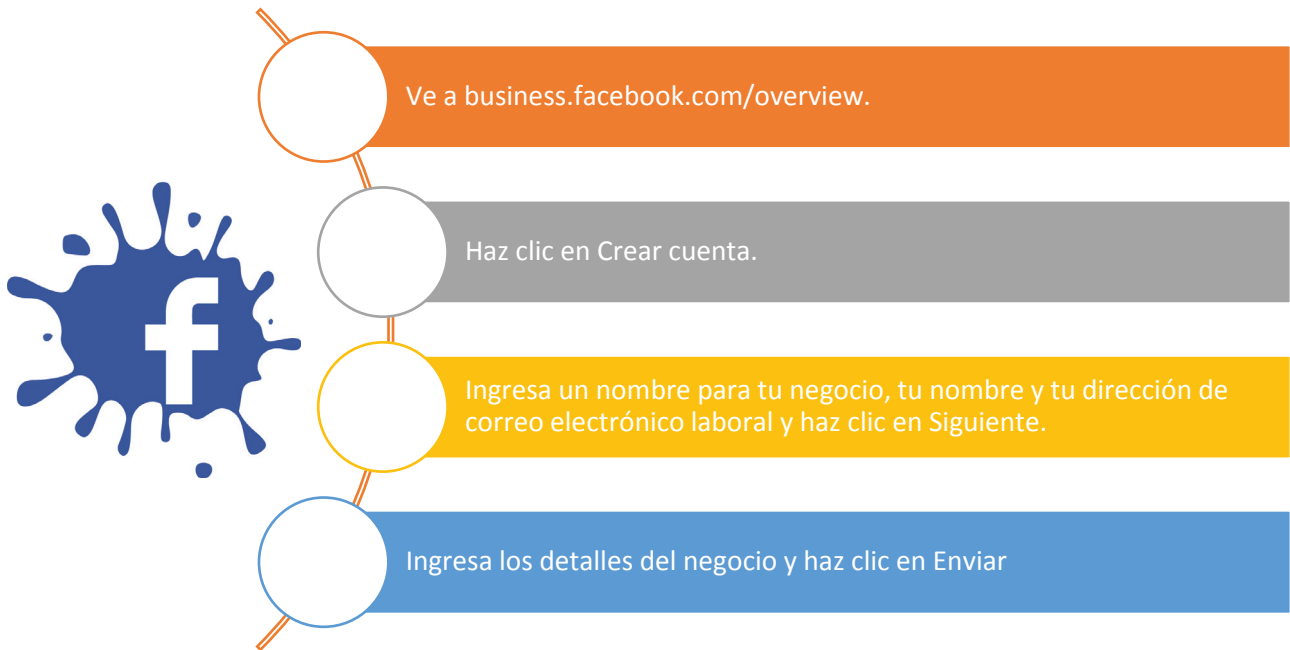 Ve a business.facebook.com/overview.
Haz clic en Crear cuenta.
Ingresa un nombre para tu negocio, tu nombre y tu dirección de
correo electrónico laboral y haz clic en Siguiente.
Ingresa los detalles del negocio y haz clic en Enviar